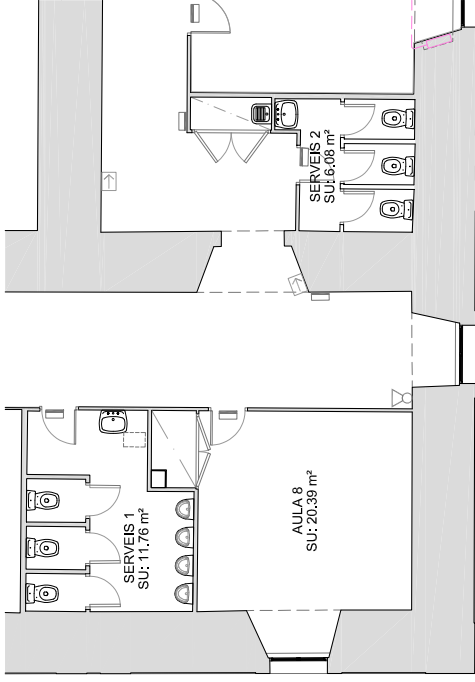 SERVEIS 2
SU: 6.08 m²
SERVEIS 1
SU: 11.76 m²
AULA 8
SU: 20.39 m²